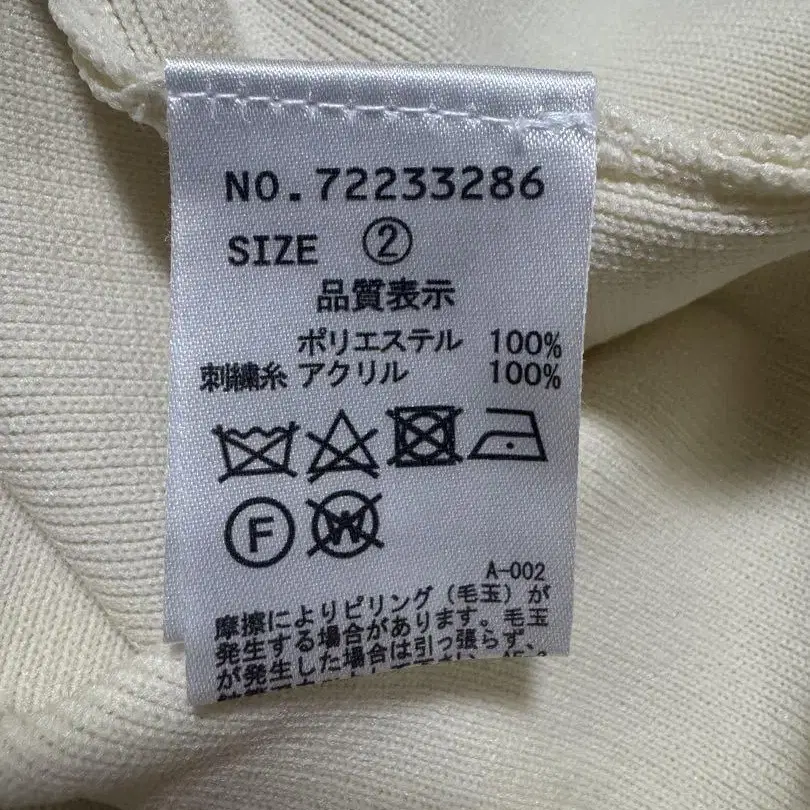 NO.72233286
SIZE ②
品質表示
ポリエステル 100%
刺繍糸 アクリル 100%
F
W
A-002
摩擦によりピリング(毛玉)が
発生する場合があります。毛玉
が発生した場合は引っ張らず、